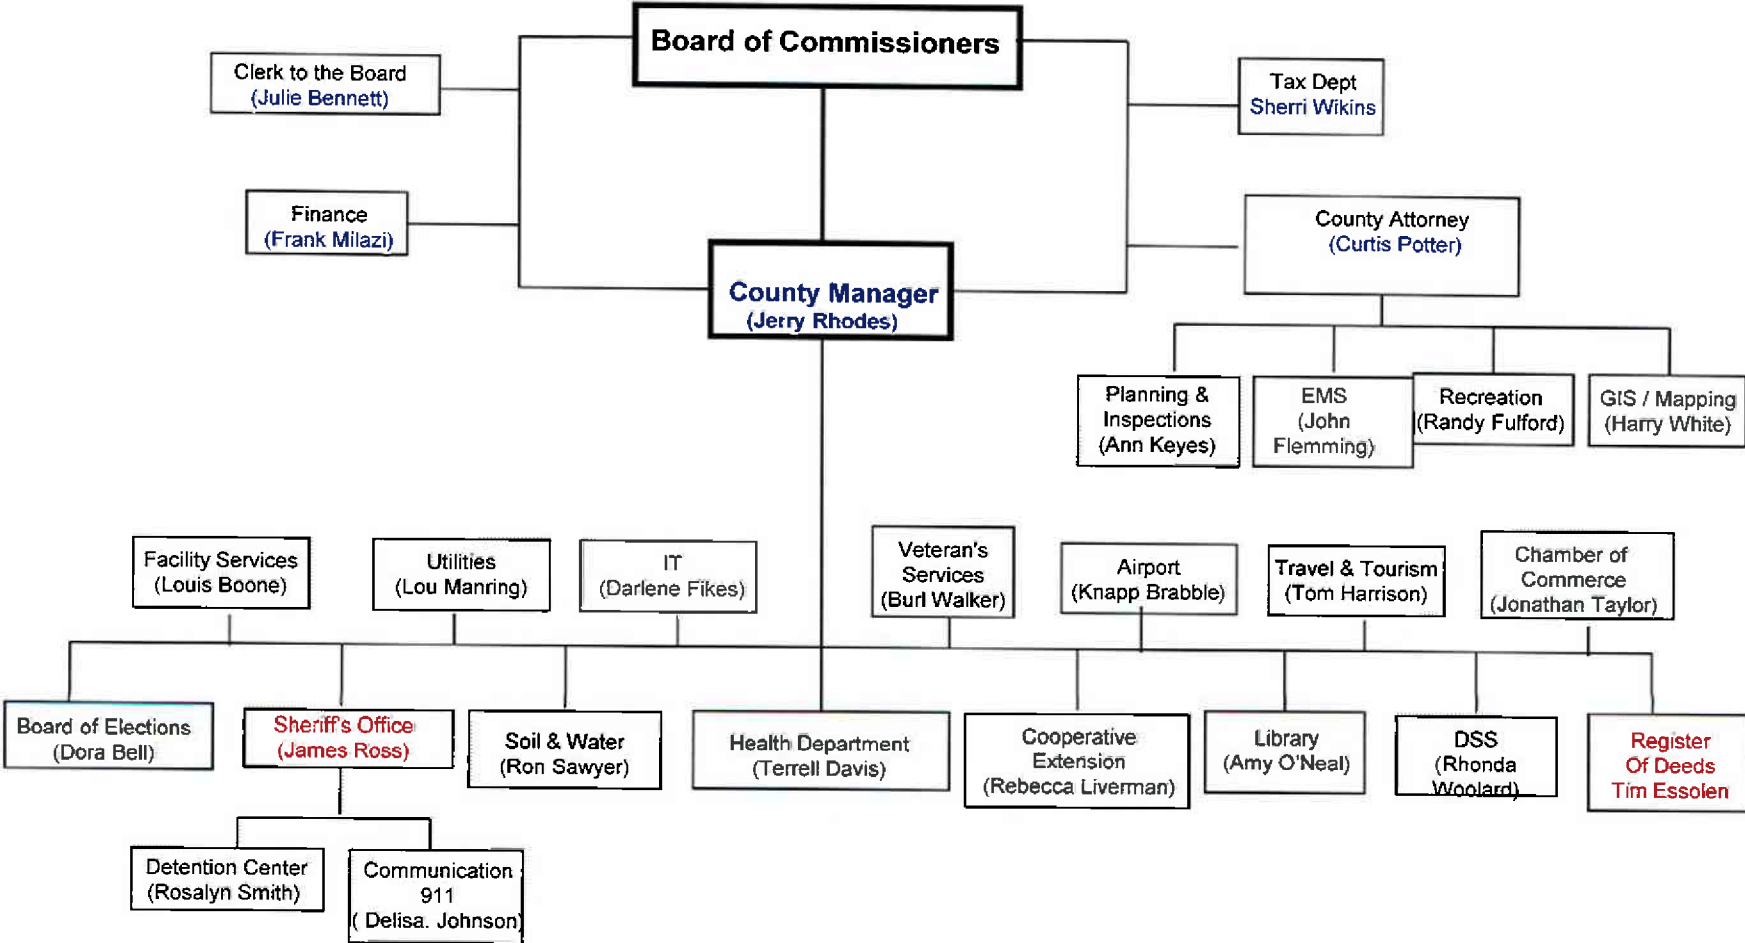 Board of Commissioners
Clerk to the Board
(Julie Bennett)
Tax Dept
Sherri Wikins
Finance
(Frank Milazi)
County Attorney
(Curtis Potter)
County Manager
(Jerry Rhodes)
Planning &
Inspections
(Ann Keyes)
EMS
(John
Flemming)
Recreation
(Randy Fulford)
GIS / Mapping
(Harry White)
Facility Services
(Louis Boone)
Utilities
(Lou Manring)
IT
(Darlene Fikes)
Veteran's
Services
(Burl Walker)
Airport
(Knapp Brabble)
Travel & Tourism
(Tom Harrison)
Chamber of
Commerce
(Jonathan Taylor)
Board of Elections
(Dora Bell)
Sheriff's Office
(James Ross)
Soil & Water
(Ron Sawyer)
Health Department
(Terrell Davis)
Cooperative
Extension
(Rebecca Liverman)
Library
(Amy O'Neal)
DSS
(Rhonda
Woolard)
Register
Of Deeds
Tim Essolen
Detention Center
(Rosalyn Smith)
Communication
911
( Delisa. Johnson)